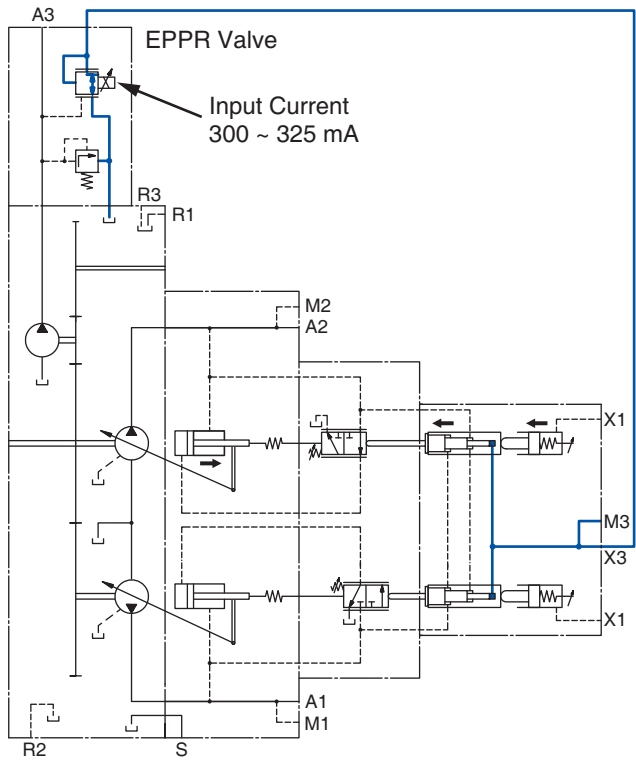 A3
EPPR Valve
Input Current
300 ~ 325 mA
R3
R1
M2
A2
X1
M3
X3
X1
A1
M1
R2
S